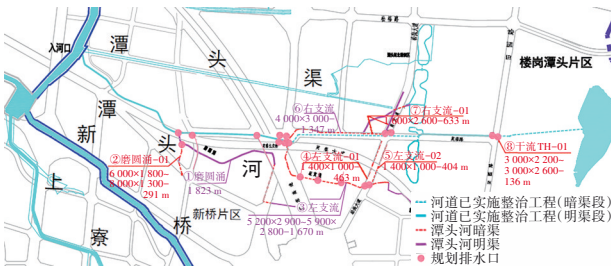 入河口
潭头渠
楼岗潭头片区
⑥右支流
4 000×3 000-
1 347 m
⑦右支流-01
600×2 600-633 m
潭头河
新桥片区
上寮新桥
②磨圆涌-01
6 000×1 800-
6 000×1 300-
291 m
①磨圆涌
1 823 m
④左支流-01
1 400×1 000-
463 m
⑤左支流-02
1 400×1 000-404 m
③左支流
5 200×2 900-5 900×
2 800-1 670 m
⑧干流TH-01
3 000×2 200-
3 000×2 600-
136 m
河道已实施整治工程(暗渠段)
河道已实施整治工程(明渠段)
潭头河暗渠
潭头河明渠
规划排水口